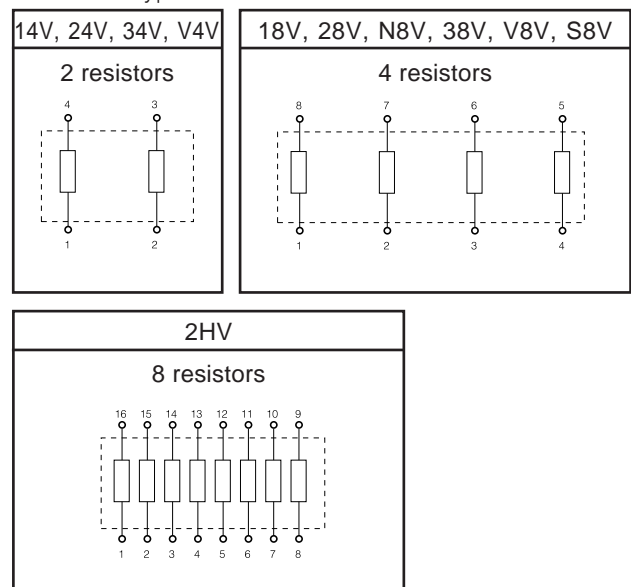 14V, 24V, 34V, V4V
2 resistors
4 3
1 2
18V, 28V, N8V, 38V, V8V, S8V
4 resistors
8 7 6 5
1 2 3 4
2HV
8 resistors
16 15 14 13 12 11 10 9
1 2 3 4 5 6 7 8